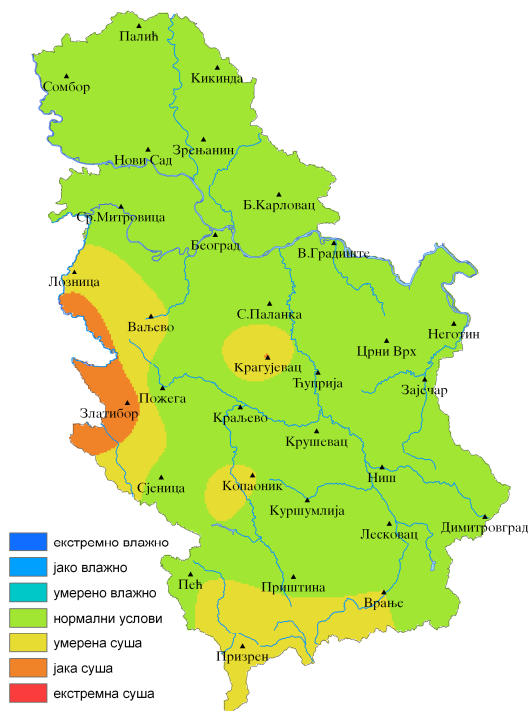 Палић
Сомбор
Кикинда
Зрењанин
Нови Сад
Б.Карловац
Ср.Митровица
Београд
В.Градиште
Лозница
С.Паланка
Ваљево
Неготин
Црни Врх
Крагујевац
Ћуприја
Зајечар
Пожега
Златибор
Краљево
Крушевац
Ниш
Сјеница
Копаоник
Куршумлија
Димитровград
Лесковац
Пећ
Приштина
Врање
Призрен
екстремно влажно
јако влажно
умерено влажно
нормални услови
умерена суша
јака суша
екстремна суша